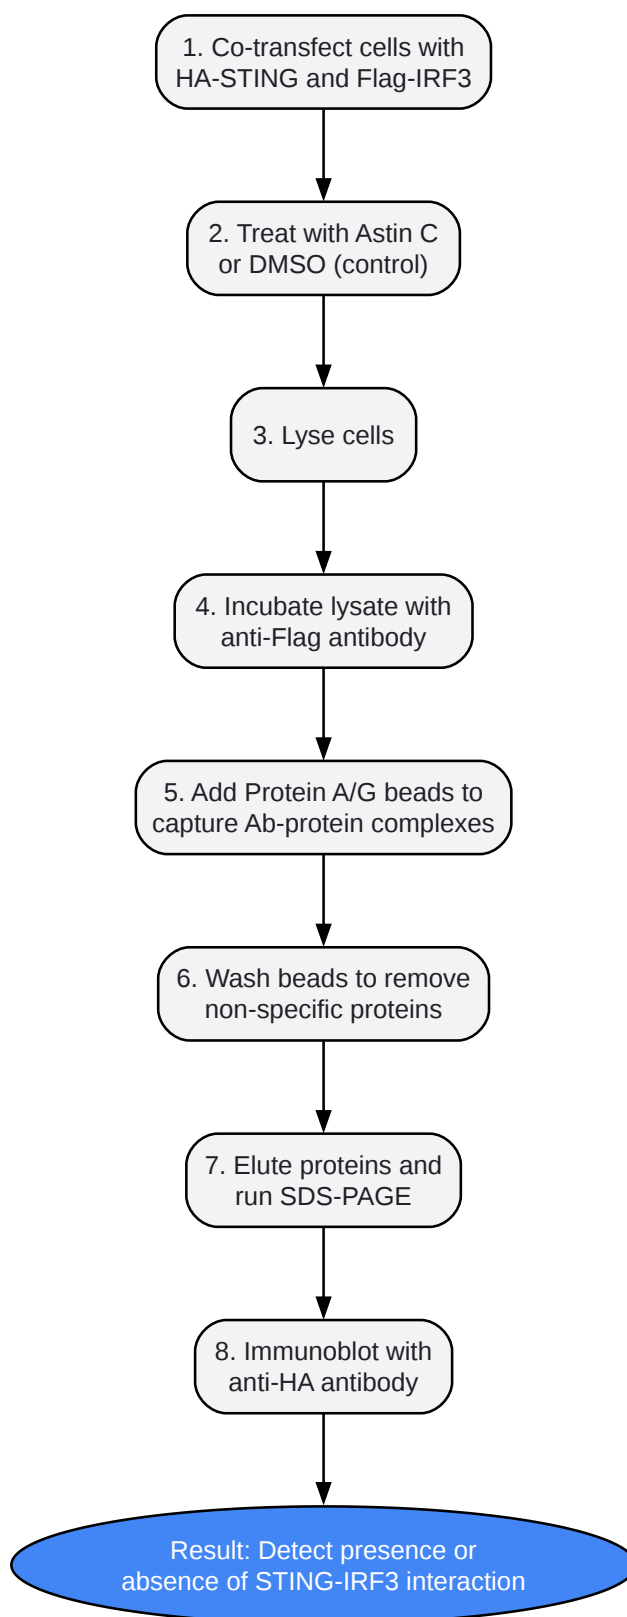 1. Co-transfect cells with
HA-STING and Flag-IRF3
2. Treat with Astin C
or DMSO (control)
3. Lyse cells
4. Incubate lysate with
anti-Flag antibody
5. Add Protein A/G beads to
capture Ab-protein complexes
6. Wash beads to remove
non-specific proteins
7. Elute proteins and
run SDS-PAGE
8. Immunoblot with
anti-HA antibody
Result: Detect presence or
absence of STING-IRF3 interaction